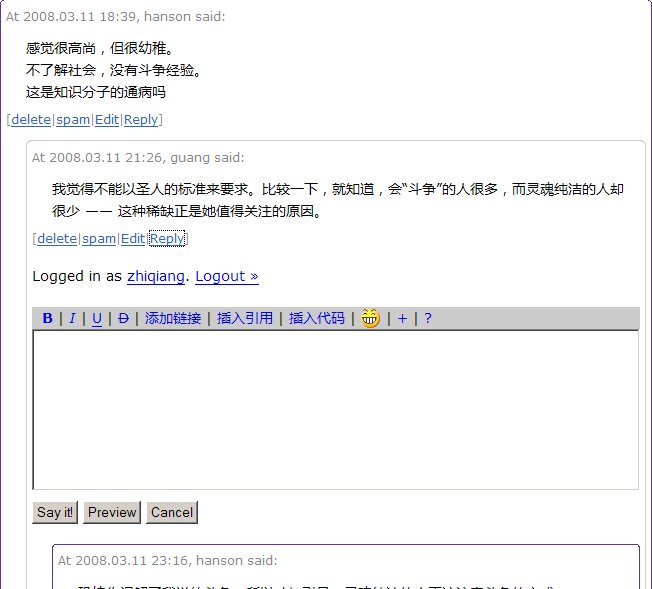 At 2008.03.11 18:39, hanson said:
感觉很高尚，但很幼稚。
不了解社会，没有斗争经验。
这是知识分子的通病吗
[delete|spam|Edit|Reply]
At 2008.03.11 21:26, guang said:
我觉得不能以圣人的标准来要求。比较一下，就知道，会“斗争”的人很多，而灵魂纯洁的人却
很少 —— 这种稀缺正是她值得关注的原因。
[delete|spam|Edit|Reply]
Logged in as zhiqiang. Logout »
B | I | U | D | 添加链接 | 插入引用 | 插入代码 | | + | ?
Say it! Preview Cancel
At 2008.03.11 23:16, hanson said: